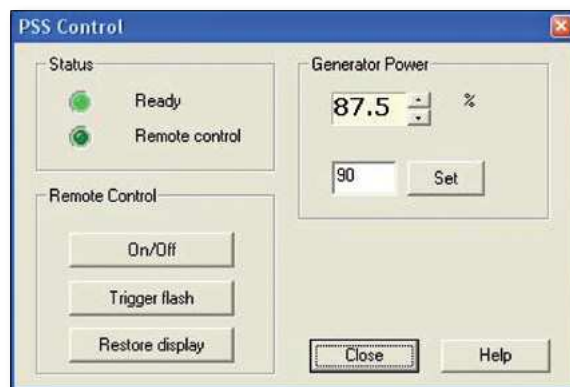 PSS Control
Status
Ready
Remote control
Generator Power
87.5 %
90 Set
Remote Control
On/Off
Trigger flash
Restore display
Close Help